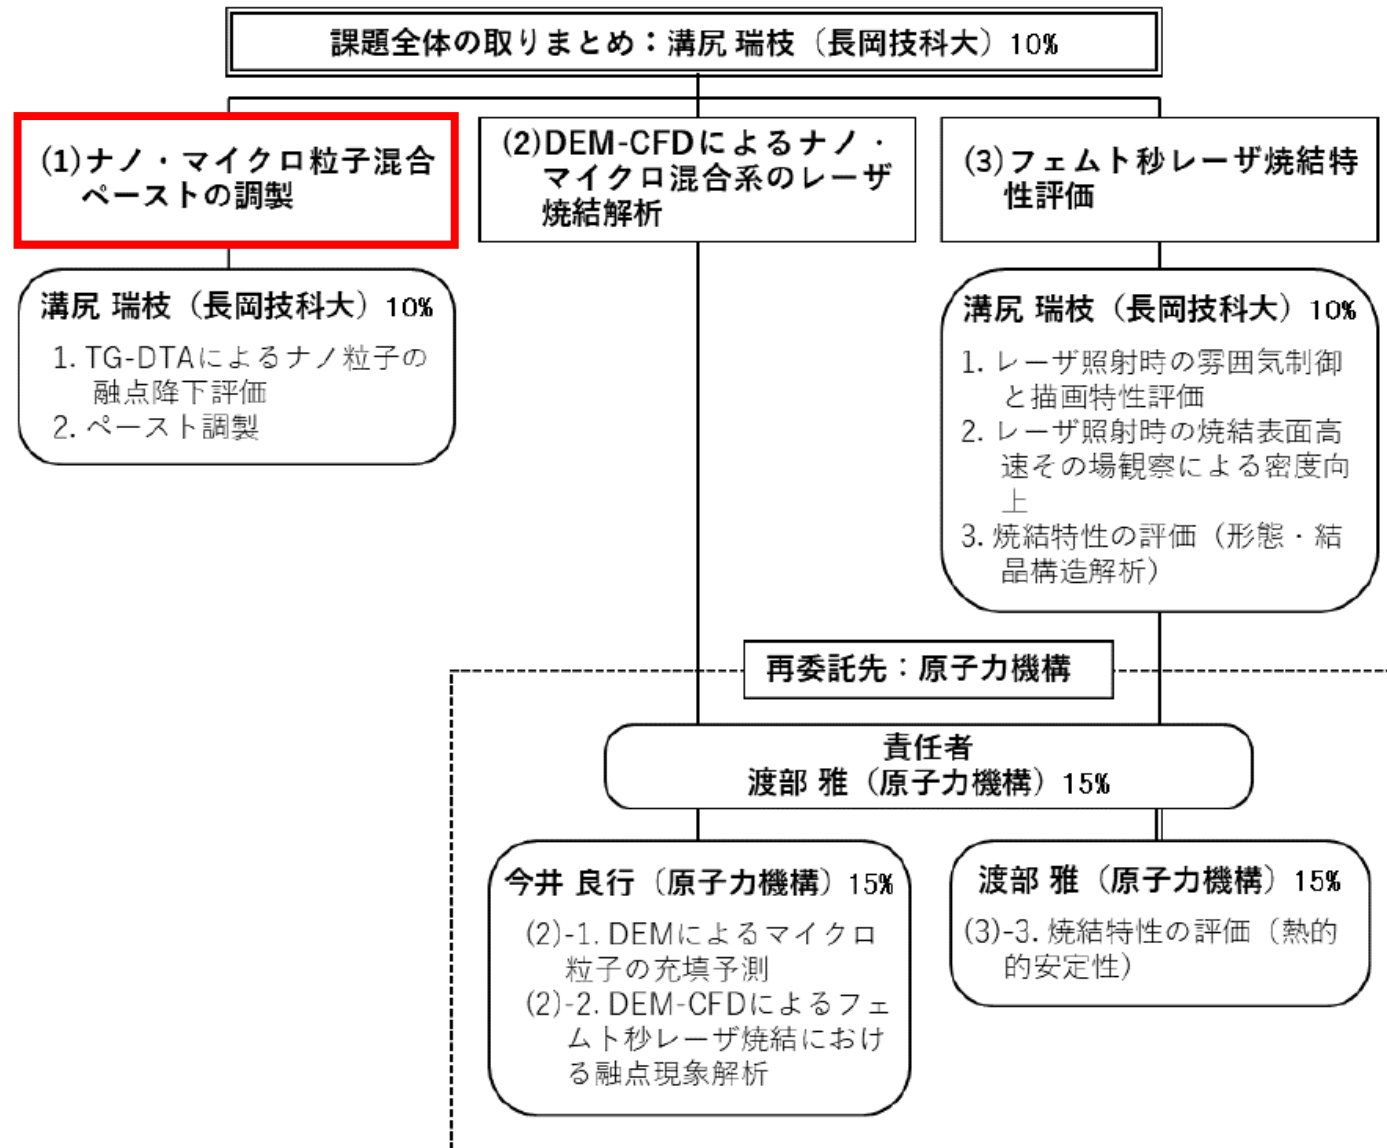 課題全体の取りまとめ：溝尻 瑞枝（長岡技科大）10%
(1)ナノ・マイクロ粒子混合
ペーストの調製
(2)DEM-CFDによるナノ・
マイクロ混合系のレーザ
焼結解析
(3)フェムト秒レーザ焼結特
性評価
溝尻 瑞枝（長岡技科大）10%
1. TG-DTAによるナノ粒子の
融点降下評価
2. ペースト調製
溝尻 瑞枝（長岡技科大）10%
1. レーザ照射時の雰囲気制御
と描画特性評価
2. レーザ照射時の焼結表面高
速その場観察による密度向
上
3. 焼結特性の評価（形態・結
晶構造解析）
再委託先：原子力機構
責任者
渡部 雅（原子力機構）15%
今井 良行（原子力機構）15%
(2)-1. DEMによるマイクロ
粒子の充填予測
(2)-2. DEM-CFDによるフェ
ムト秒レーザ焼結におけ
る融点現象解析
渡部 雅（原子力機構）15%
(3)-3. 焼結特性の評価（熱的
的安定性）